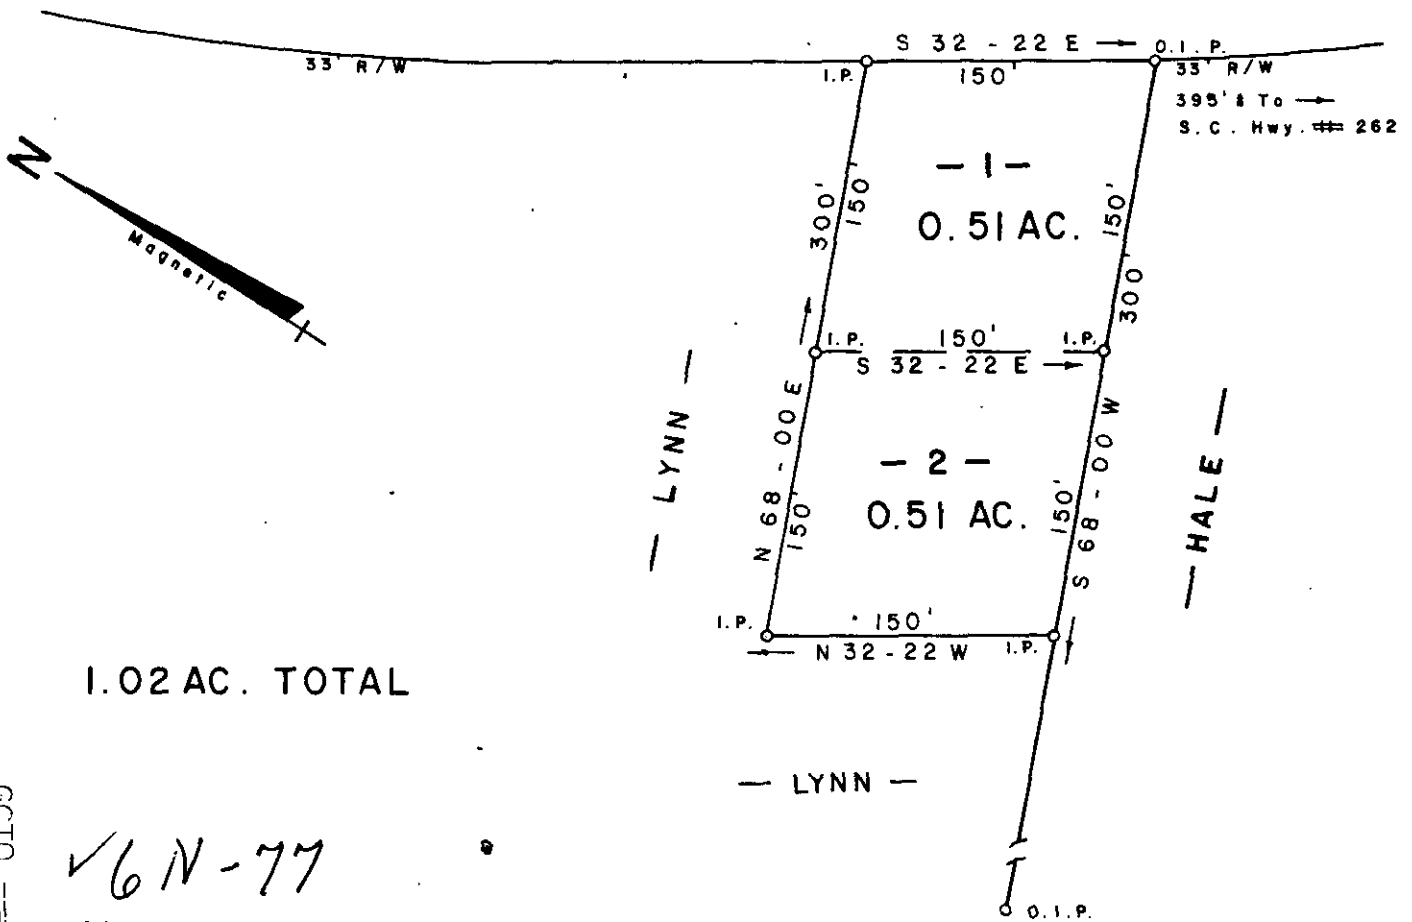 S 32 - 22 E
O.I.P.
33' R/W
I.P.
150'
33' R/W
395' ± To
S.C. Hwy. # 262
N
Magnetic
- 1 -
0.51 AC.
300'
150'
150'
300'
I.P.
150'
I.P.
S 32 - 22 E
- LYNN -
N 68 - 00 E
150'
- 2 -
0.51 AC.
150'
S 68 - 00 W
- HALE -
I.P.
150'
N 32 - 22 W
I.P.
1.02 AC. TOTAL
- LYNN -
✓6N-77
O.I.P.